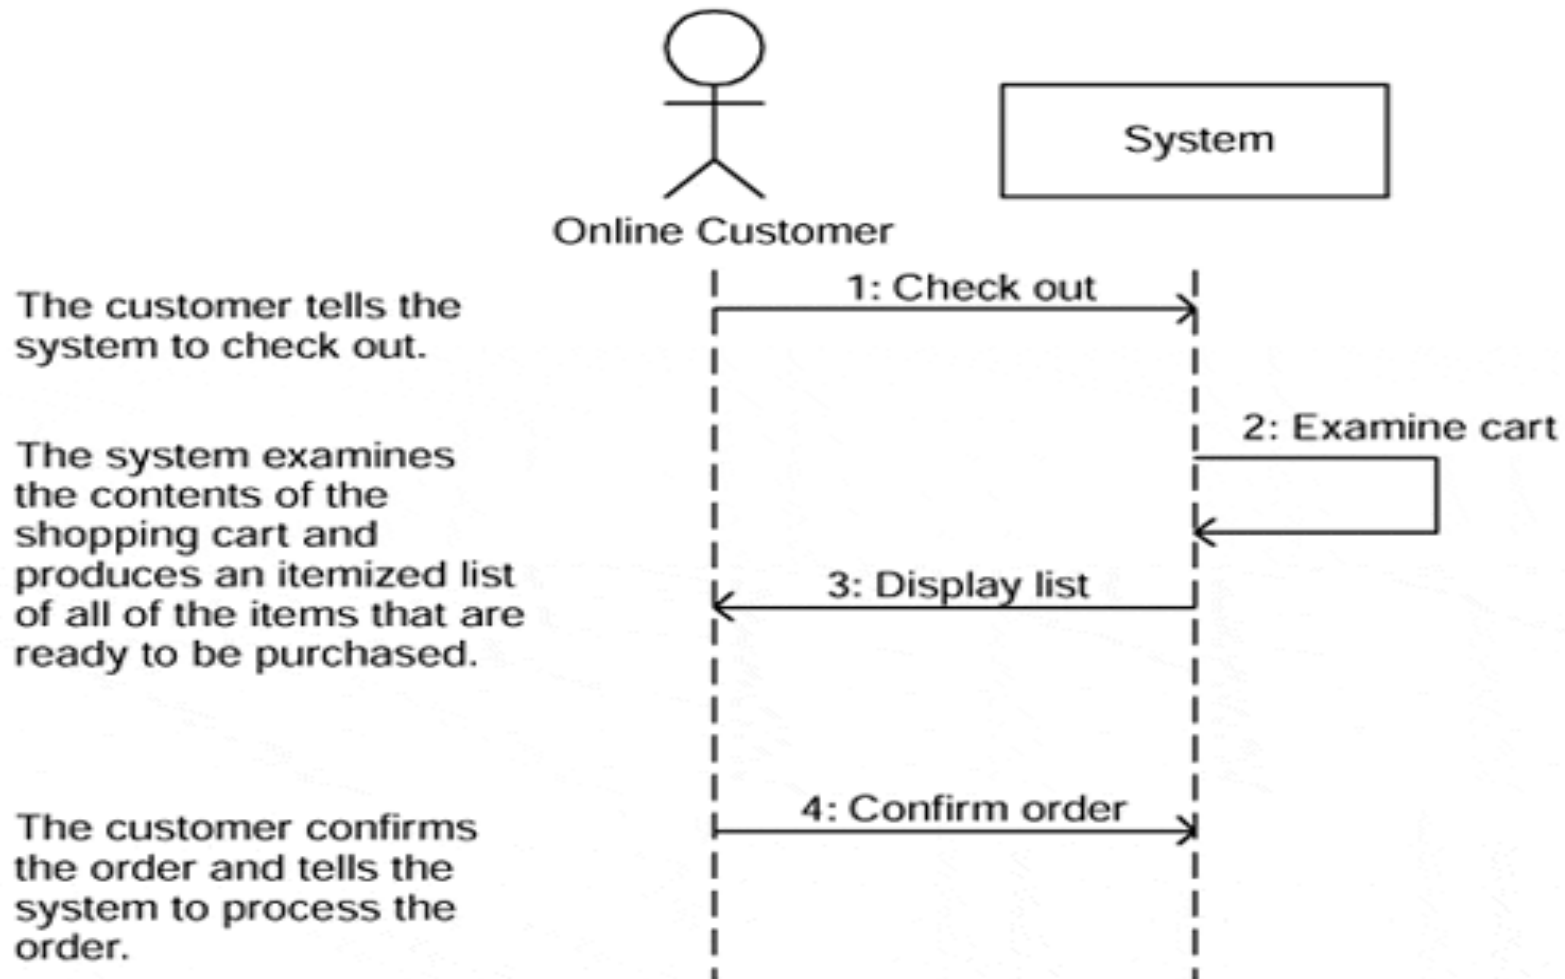 System
Online Customer
1: Check out
The customer tells the
system to check out.
2: Examine cart
The system examines
the contents of the
shopping cart and
produces an itemized list
of all of the items that are
ready to be purchased.
3: Display list
4: Confirm order
The customer confirms
the order and tells the
system to process the
order.